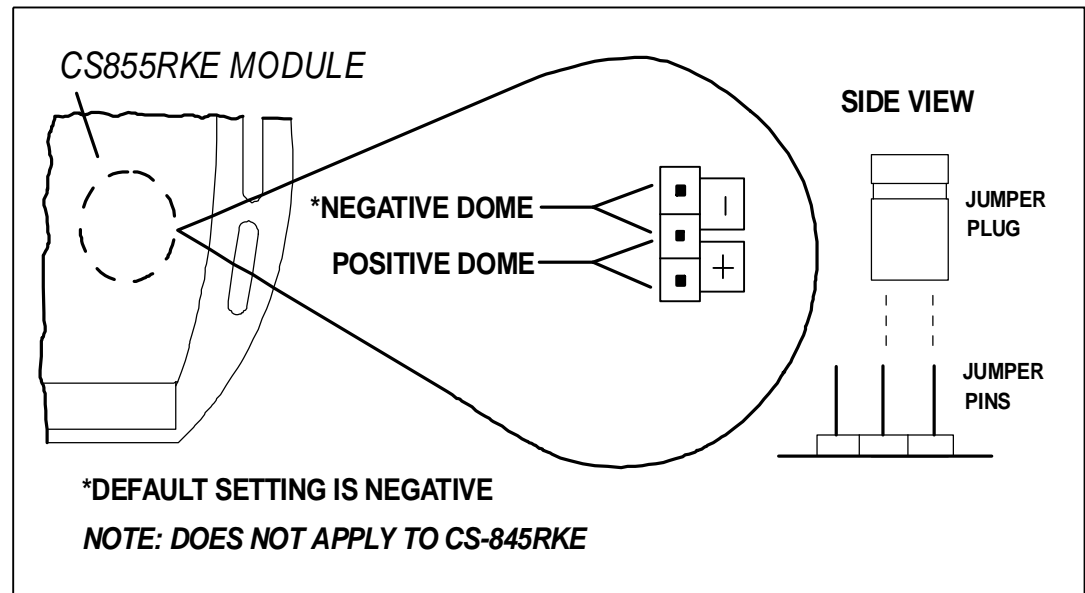 CS855RKE MODULE
SIDE VIEW
*NEGATIVE DOME
POSITIVE DOME
-
+
JUMPER
PLUG
JUMPER
PINS
*DEFAULT SETTING IS NEGATIVE
NOTE: DOES NOT APPLY TO CS-845RKE